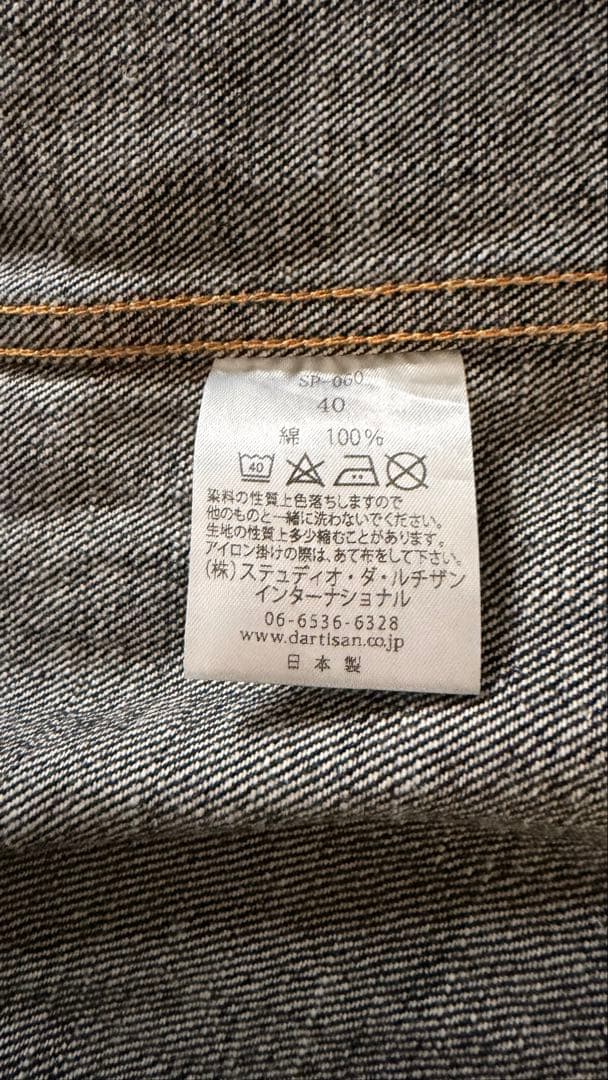 SP-060
40
綿 100%
40
染料の性質上色落ちしますので
他のものと一緒に洗わないでください。
生地の性質上多少縮むことがあります。
アイロン掛けの際は、あて布をして下さい。
(株)ステュディオ・ダ・ルチザン
インターナショナル
06-6536-6328
www.dartisan.co.jp
日本製